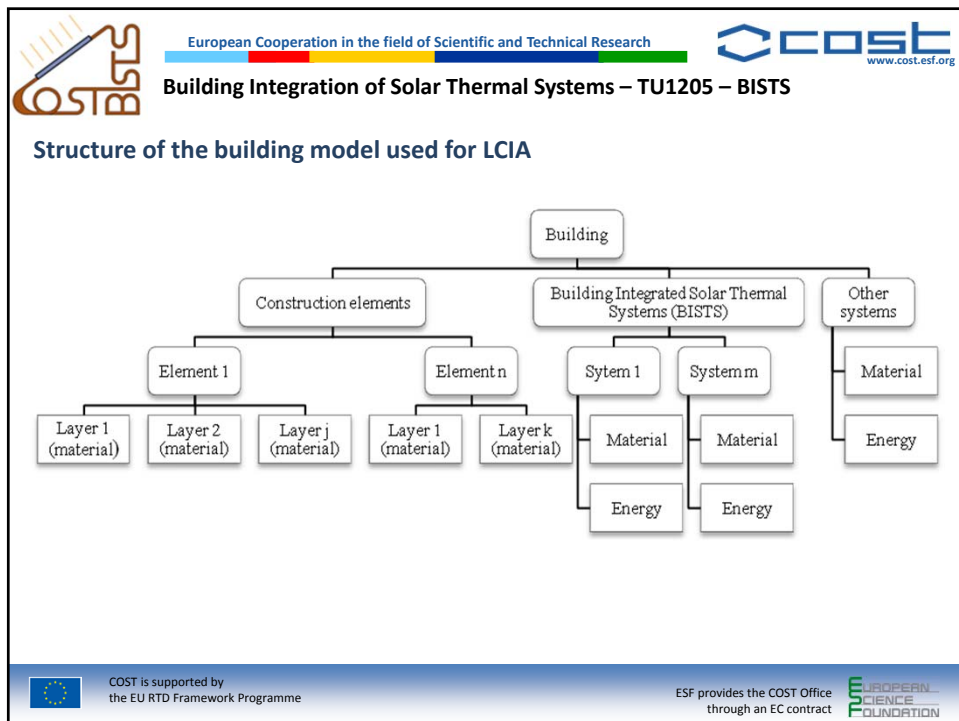 COST
BISTS
European Cooperation in the field of Scientific and Technical Research
cost
www.cost.esf.org
Building Integration of Solar Thermal Systems – TU1205 – BISTS
Structure of the building model used for LCIA
Building
Construction elements
Building Integrated Solar Thermal
Systems (BISTS)
Other
systems
Element 1
Element n
Sytem 1
System m
Material
Layer 1
(material)
Layer 2
(material)
Layer j
(material)
Layer 1
(material)
Layer k
(material)
Material
Material
Energy
Energy
Energy
COST is supported by
the EU RTD Framework Programme
ESF provides the COST Office
through an EC contract
EUROPEAN
SCIENCE
FOUNDATION